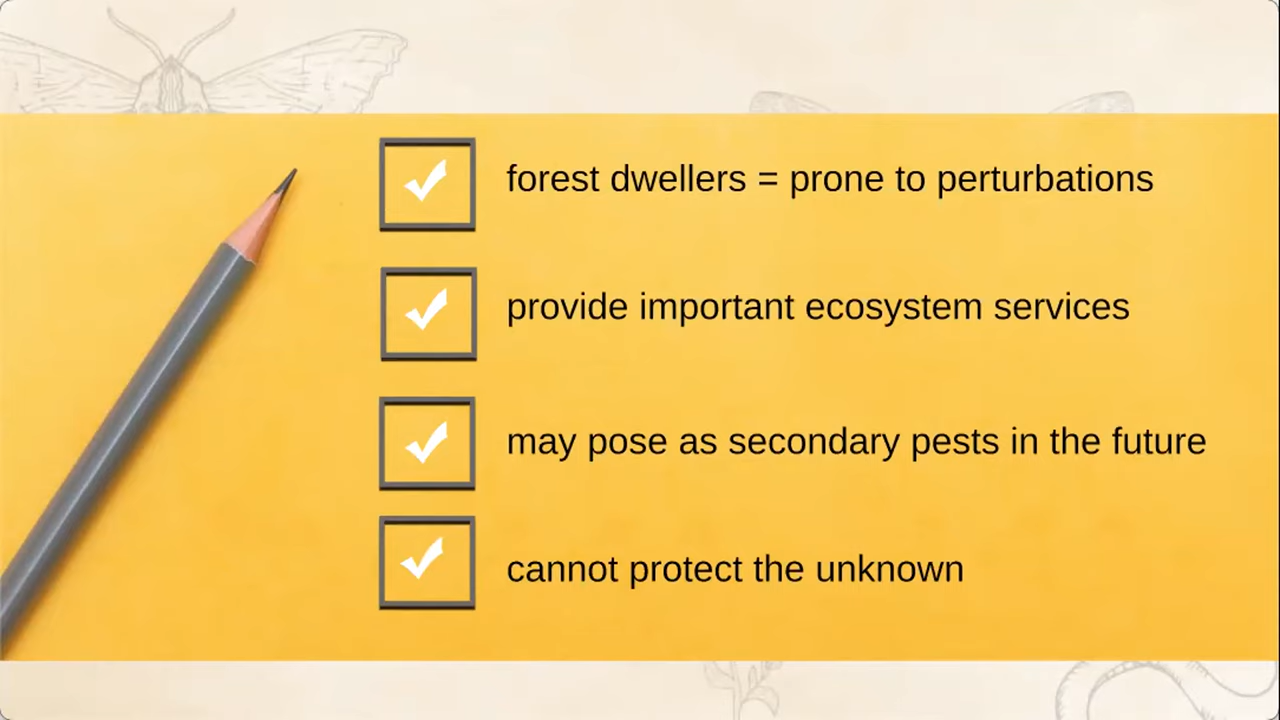 forest dwellers = prone to perturbations
provide important ecosystem services
may pose as secondary pests in the future
cannot protect the unknown